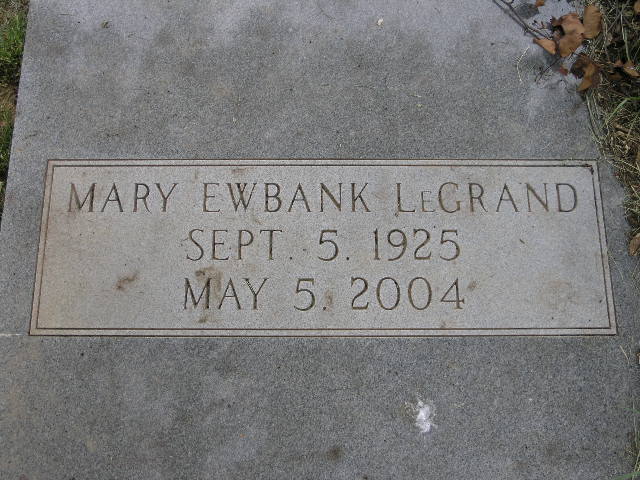 MARY EWBANK LeGRAND
SEPT. 5. 1925
MAY 5, 2004